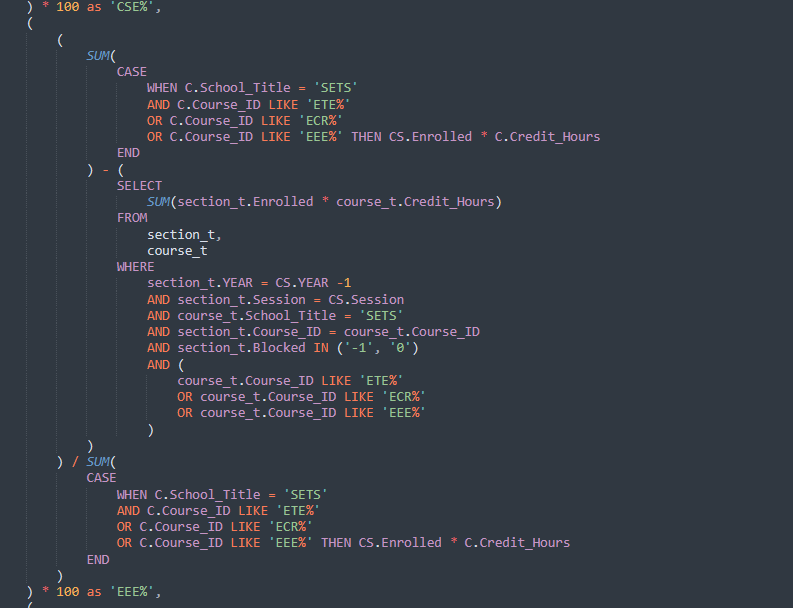 ) * 100 as 'CSE%',
(
(
SUM(
CASE
WHEN C.School_Title = 'SETS'
AND C.Course_ID LIKE 'ETE%'
OR C.Course_ID LIKE 'ECR%'
OR C.Course_ID LIKE 'EEE%' THEN CS.Enrolled * C.Credit_Hours
END
) - (
SELECT
SUM(section_t.Enrolled * course_t.Credit_Hours)
FROM
section_t,
course_t
WHERE
section_t.YEAR = CS.YEAR -1
AND section_t.Session = CS.Session
AND course_t.School_Title = 'SETS'
AND section_t.Course_ID = course_t.Course_ID
AND section_t.Blocked IN ('-1', '0')
AND (
course_t.Course_ID LIKE 'ETE%'
OR course_t.Course_ID LIKE 'ECR%'
OR course_t.Course_ID LIKE 'EEE%'
)
)
) / SUM(
CASE
WHEN C.School_Title = 'SETS'
AND C.Course_ID LIKE 'ETE%'
OR C.Course_ID LIKE 'ECR%'
OR C.Course_ID LIKE 'EEE%' THEN CS.Enrolled * C.Credit_Hours
END
)
) * 100 as 'EEE%',
(